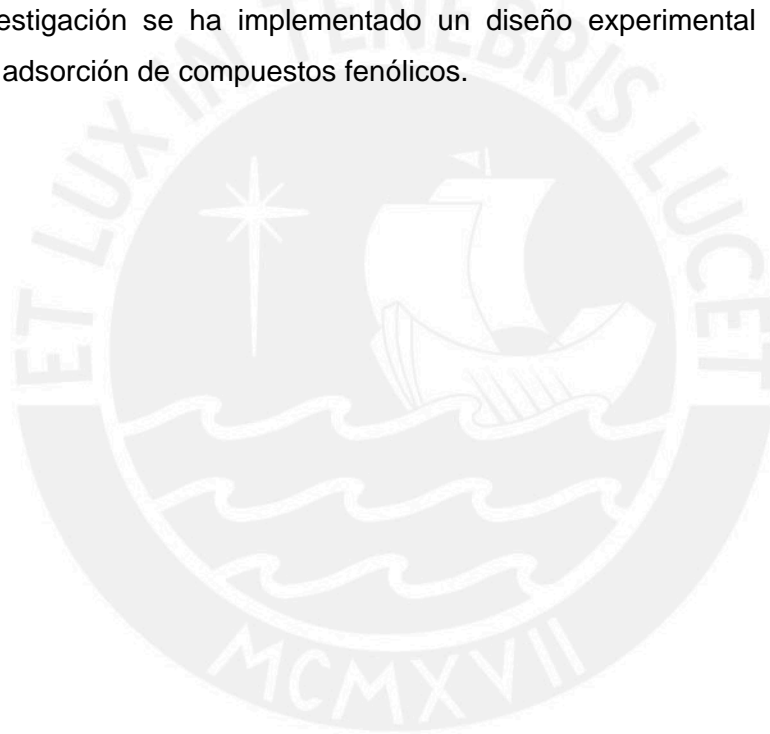 estigación se ha implementado un diseño experimental
adsorción de compuestos fenólicos.
ET LUX IN TENEBRIS LUCET
MCMXVII